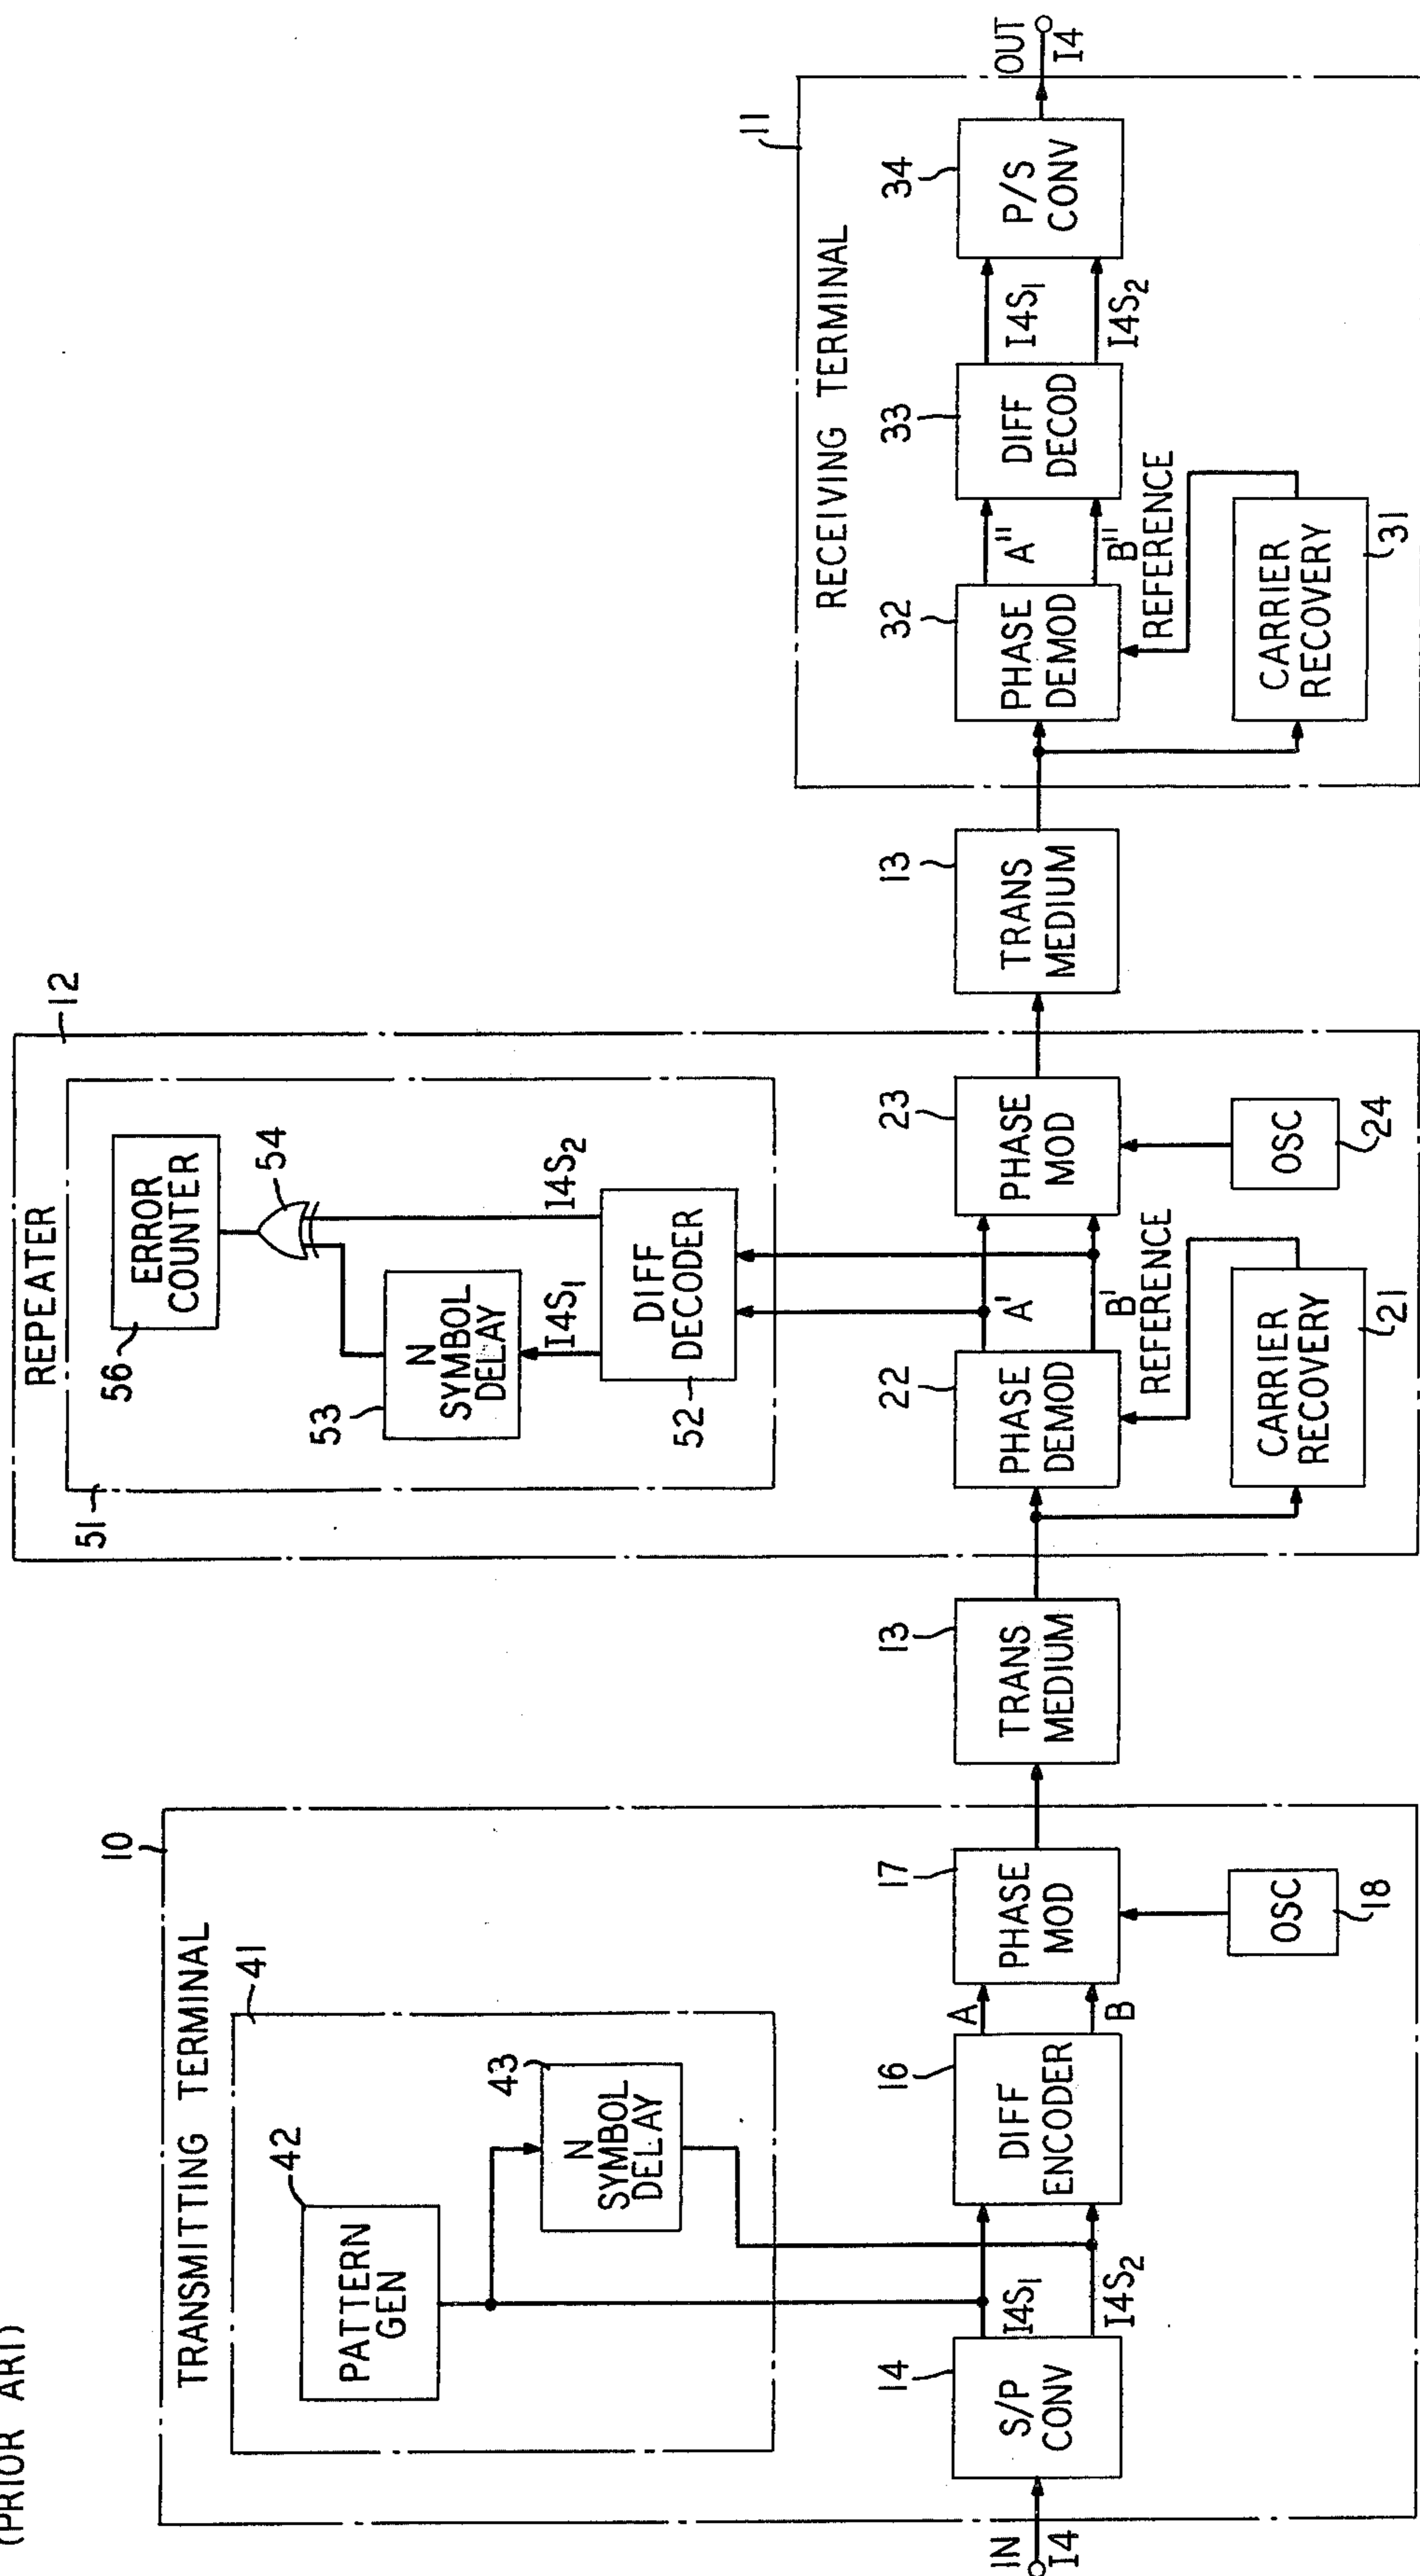 (PRIOR ART)
TRANSMITTING TERMINAL
10
41
42
PATTERN
GEN
43
N
SYMBOL
DELAY
IN
I4
14
S/P
CONV
I4S1
I4S2
16
DIFF
ENCODER
A
B
17
PHASE
MOD
OSC
18
13
TRANS
MEDIUM
REPEATER
12
51
56
ERROR
COUNTER
54
53
N
SYMBOL
DELAY
I4S1
I4S2
52
DIFF
DECODER
22
PHASE
DEMOD
A'
B'
REFERENCE
CARRIER
RECOVERY
21
23
PHASE
MOD
OSC
24
13
TRANS
MEDIUM
RECEIVING TERMINAL
11
32
PHASE
DEMOD
A"
B"
REFERENCE
CARRIER
RECOVERY
31
33
DIFF
DECOD
I4S1
I4S2
34
P/S
CONV
OUT
I4